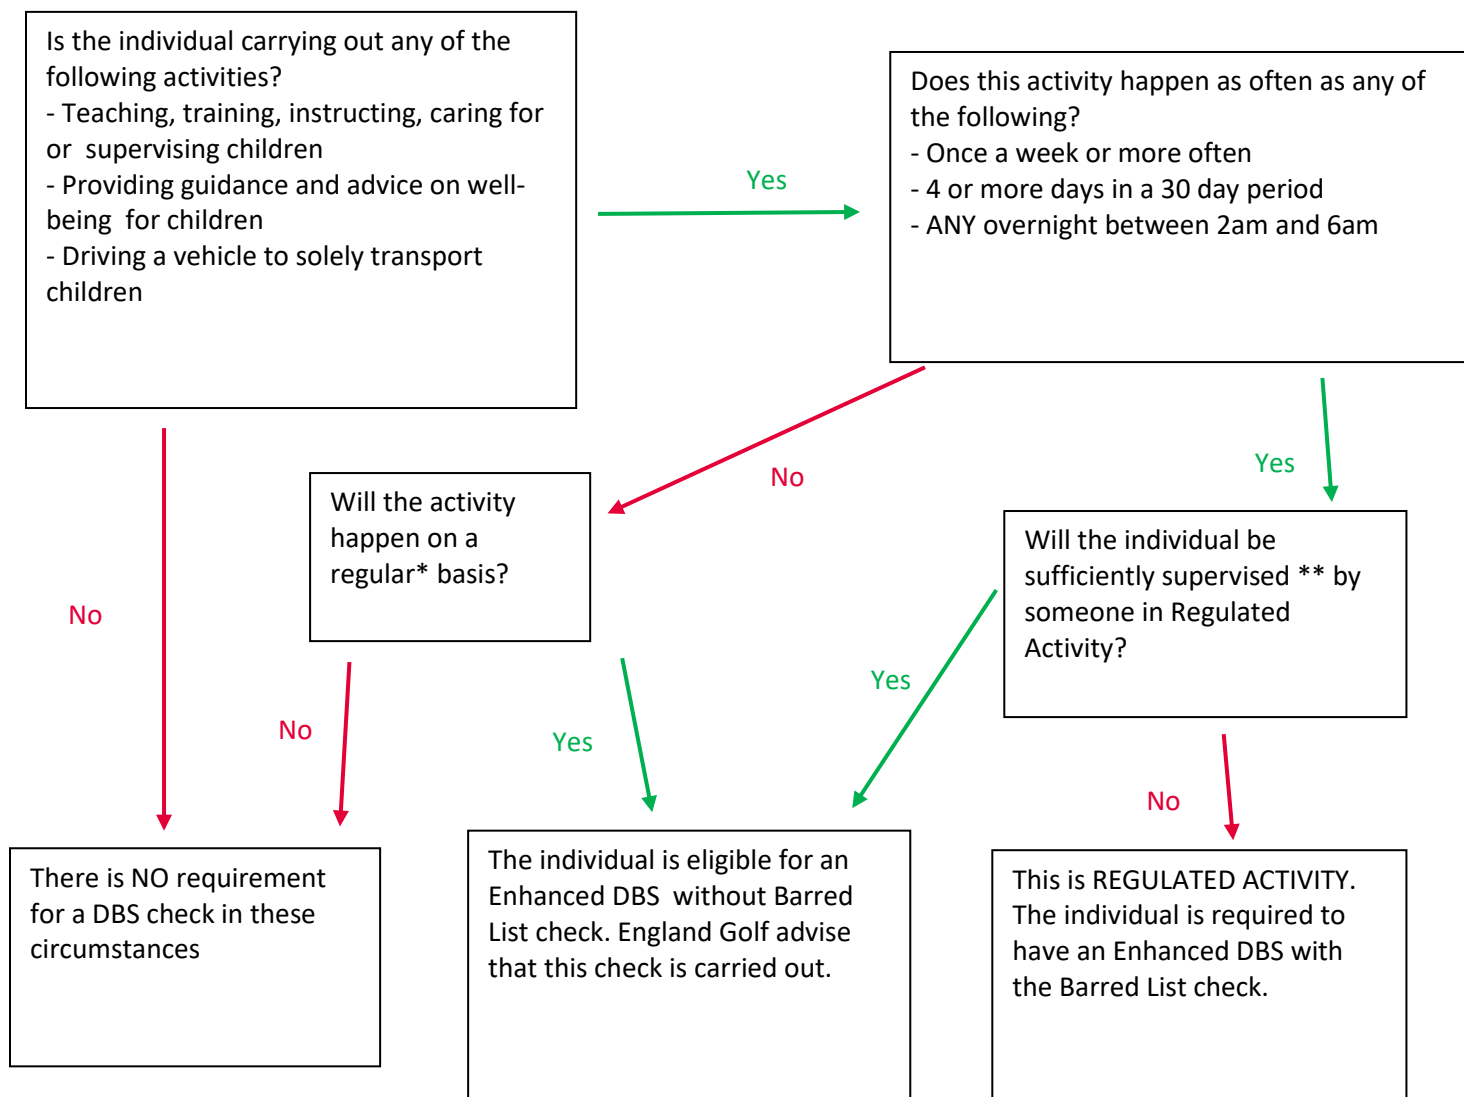 Is the individual carrying out any of the
following activities?
- Teaching, training, instructing, caring for
or supervising children
- Providing guidance and advice on well-
being for children
- Driving a vehicle to solely transport
children
Yes
Does this activity happen as often as any of
the following?
- Once a week or more often
- 4 or more days in a 30 day period
- ANY overnight between 2am and 6am
No
Yes
Will the activity
happen on a
regular* basis?
Will the individual be
sufficiently supervised ** by
someone in Regulated
Activity?
No
No
Yes
Yes
No
There is NO requirement
for a DBS check in these
circumstances
The individual is eligible for an
Enhanced DBS without Barred
List check. England Golf advise
that this check is carried out.
This is REGULATED ACTIVITY.
The individual is required to
have an Enhanced DBS with
the Barred List check.